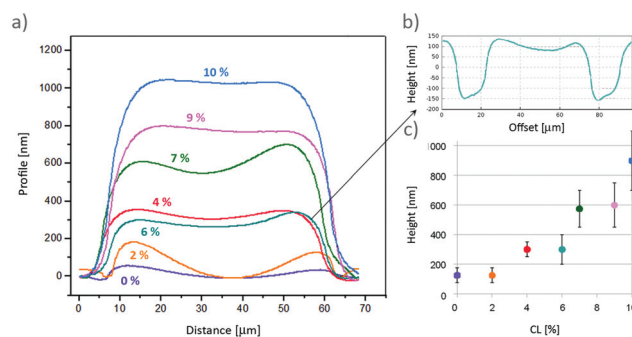 a)
1200
1000
800
600
400
200
0
Profile [nm]
10 %
9 %
7 %
4 %
6 %
2 %
0 %
0 10 20 30 40 50 60 70
Distance [μm]
b)
150
100
50
0
-50
-100
-150
-200
Height [nm]
0 40 80
Offset [μm]
c)
1000
800
600
400
200
0
Height [nm]
0 2 4 6 8 10
CL [%]